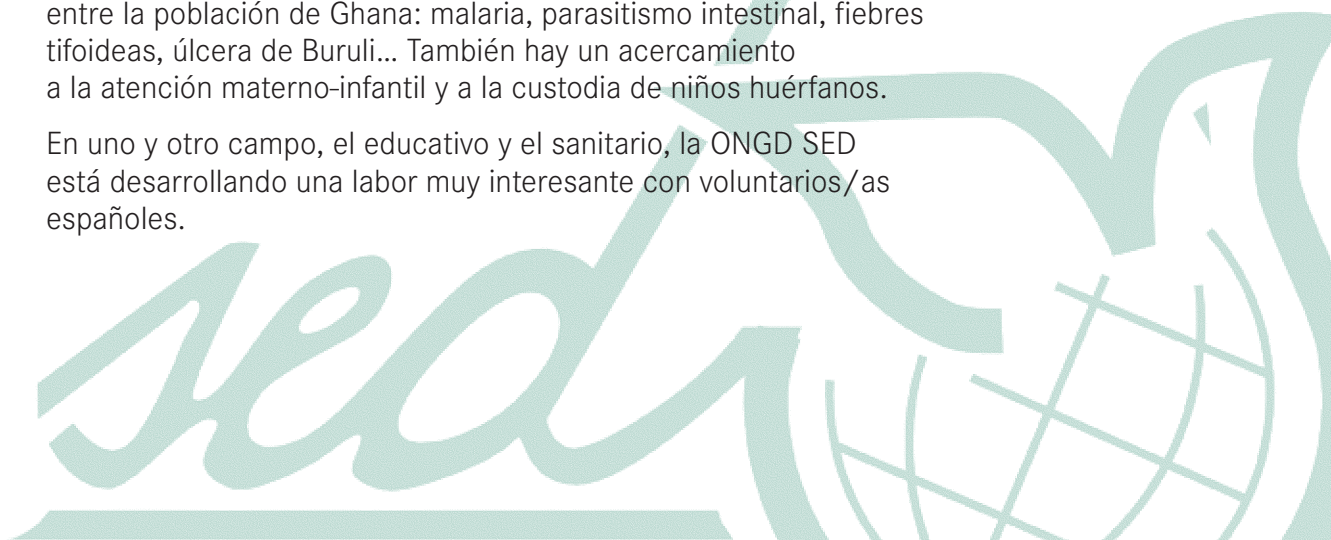 entre la población de Ghana: malaria, parasitismo intestinal, fiebres
tifoideas, úlcera de Buruli... También hay un acercamiento
a la atención materno-infantil y a la custodia de niños huérfanos.
En uno y otro campo, el educativo y el sanitario, la ONGD SED
está desarrollando una labor muy interesante con voluntarios/as
españoles.
sed